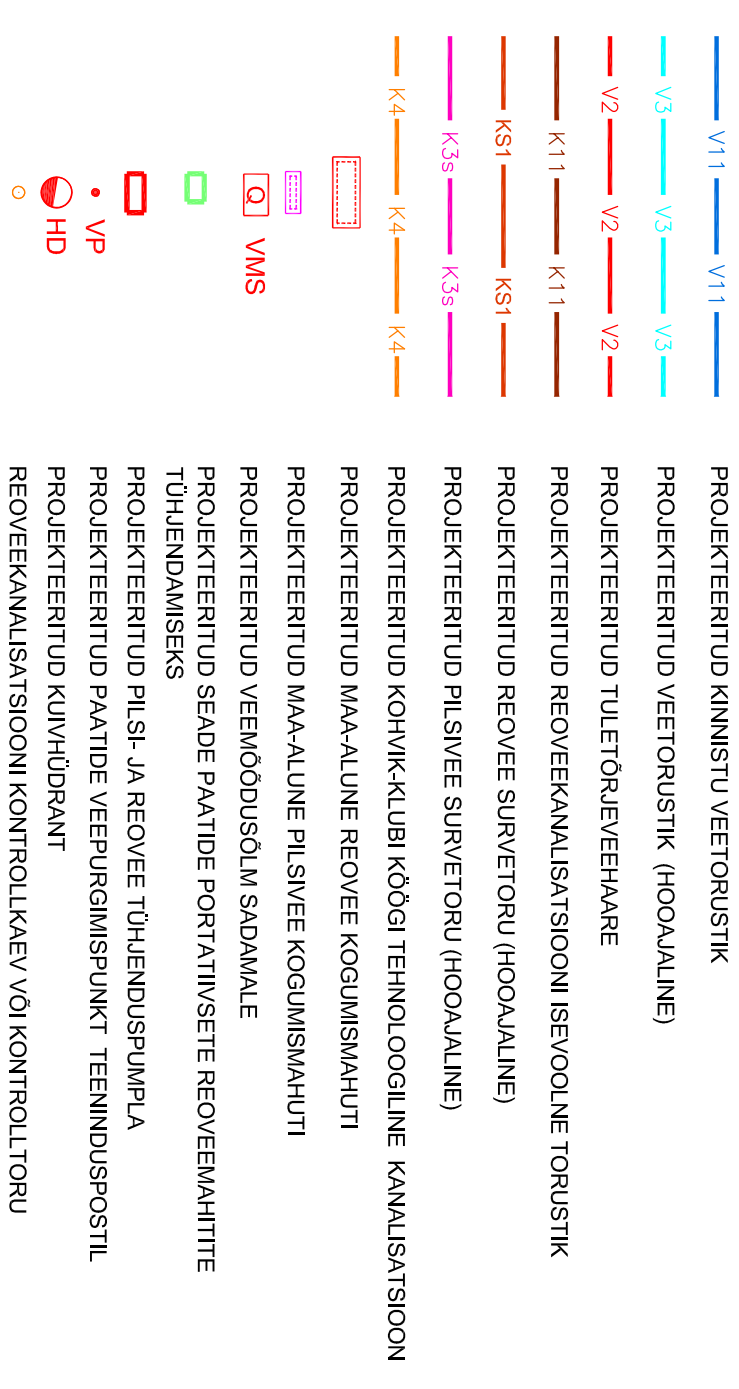 V11 V11 PROJEKTEERITUD KINNISTU VEETORUSTIK
V3 V3 V3 PROJEKTEERITUD VEETORUSTIK (HOOAJALINE)
V2 V2 V2 PROJEKTEERITUD TULETÕRJEVEEHAARE
K11 K11 PROJEKTEERITUD REOVEEKANALISATSIOONI ISEVOOLNE TORUSTIK
KS1 KS1 PROJEKTEERITUD REOVEE SURVETORU (HOOAJALINE)
K3s K3s PROJEKTEERITUD PILSIVEE SURVETORU (HOOAJALINE)
K4 K4 K4 PROJEKTEERITUD KOHVIK-KLUBI KÖÖGI TEHNOLOOGILINE KANALISATSIOON
PROJEKTEERITUD MAA-ALUNE REOVEE KOGUMISMAHUTI
PROJEKTEERITUD MAA-ALUNE PILSIVEE KOGUMISMAHUTI
Q VMS PROJEKTEERITUD VEEMÕÕDUSÕLM SADAMALE
PROJEKTEERITUD SEADE PAATIDE PORTATIIVSETE REOVEEMAHITITE
TÜHJENDAMISEKS
PROJEKTEERITUD PILSI- JA REOVEE TÜHJENDUSPUMPLA
VP PROJEKTEERITUD PAATIDE VEEPURGIMISPUNKT TEENINDUSPOSTIL
HD PROJEKTEERITUD KUIVHÜDRANT
REOVEEKANALISATSIOONI KONTROLLKAEV VÕI KONTROLLTORU